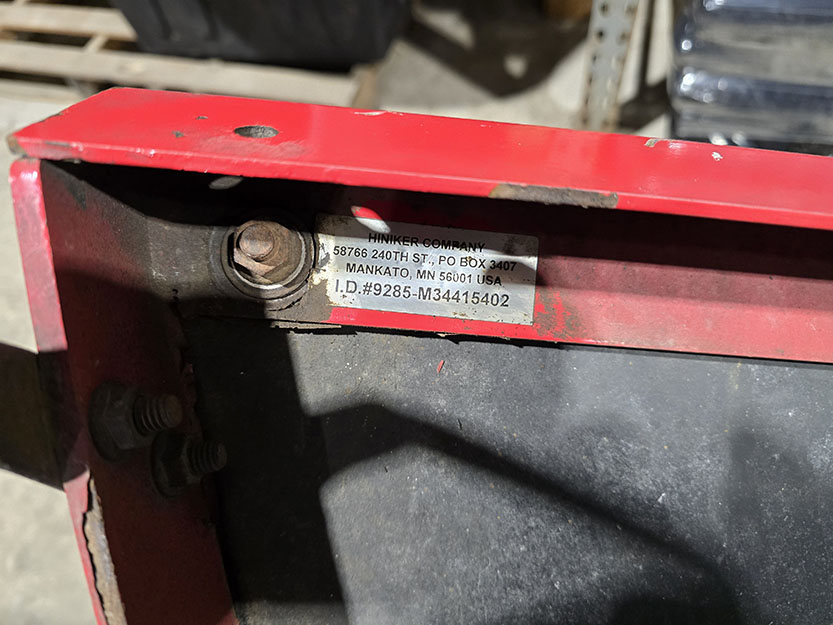 HINIKER COMPANY
58766 240TH ST., PO BOX 3407
MANKATO, MN 56001 USA
I.D.#9285-M34415402